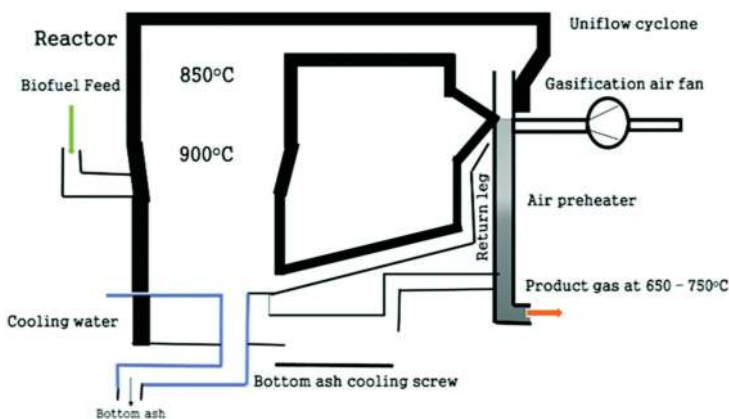 Reactor
Uniflow cyclone
Biofuel Feed
850°C
Gasification air fan
900°C
Return leg
Air preheater
Product gas at 650 – 750°C
Cooling water
Bottom ash cooling screw
Bottom ash